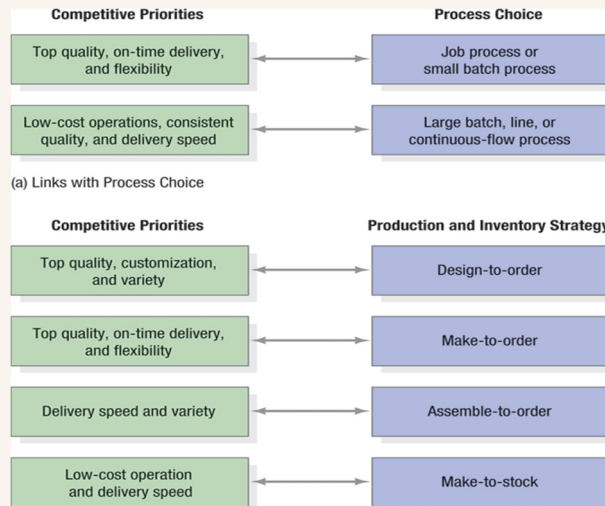 Competitive Priorities
Process Choice
Top quality, on-time delivery,
and flexibility
Job process or
small batch process
Low-cost operations, consistent
quality, and delivery speed
Large batch, line, or
continuous-flow process
(a) Links with Process Choice
Competitive Priorities
Production and Inventory Strategy
Top quality, customization,
and variety
Design-to-order
Top quality, on-time delivery,
and flexibility
Make-to-order
Delivery speed and variety
Assemble-to-order
Low-cost operation
and delivery speed
Make-to-stock